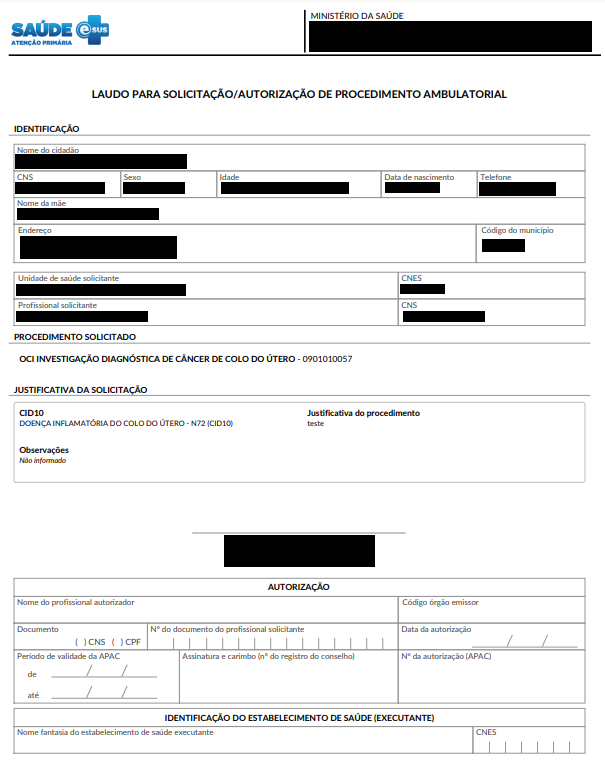 SAÚDE eSUS
ATENÇÃO PRIMÁRIA
MINISTÉRIO DA SAÚDE
LAUDO PARA SOLICITAÇÃO/AUTORIZAÇÃO DE PROCEDIMENTO AMBULATORIAL
IDENTIFICAÇÃO
Nome do cidadão
CNS Sexo Idade Data de nascimento Telefone
Nome da mãe
Endereço Código do município
Unidade de saúde solicitante CNES
Profissional solicitante CNS
PROCEDIMENTO SOLICITADO
OCI INVESTIGAÇÃO DIAGNÓSTICA DE CÂNCER DE COLO DO ÚTERO - 0901010057
JUSTIFICATIVA DA SOLICITAÇÃO
CID10 Justificativa do procedimento
DOENÇA INFLAMATÓRIA DO COLO DO ÚTERO - N72 (CID10) teste
Observações
Não informado
AUTORIZAÇÃO
Nome do profissional autorizador Código órgão emissor
Documento Nº do documento do profissional solicitante Data da autorização
( ) CNS ( ) CPF / /
Período de validade da APAC Assinatura e carimbo (nº do registro do conselho) Nº da autorização (APAC)
de / /
até / /
IDENTIFICAÇÃO DO ESTABELECIMENTO DE SAÚDE (EXECUTANTE)
Nome fantasia do estabelecimento de saúde executante CNES